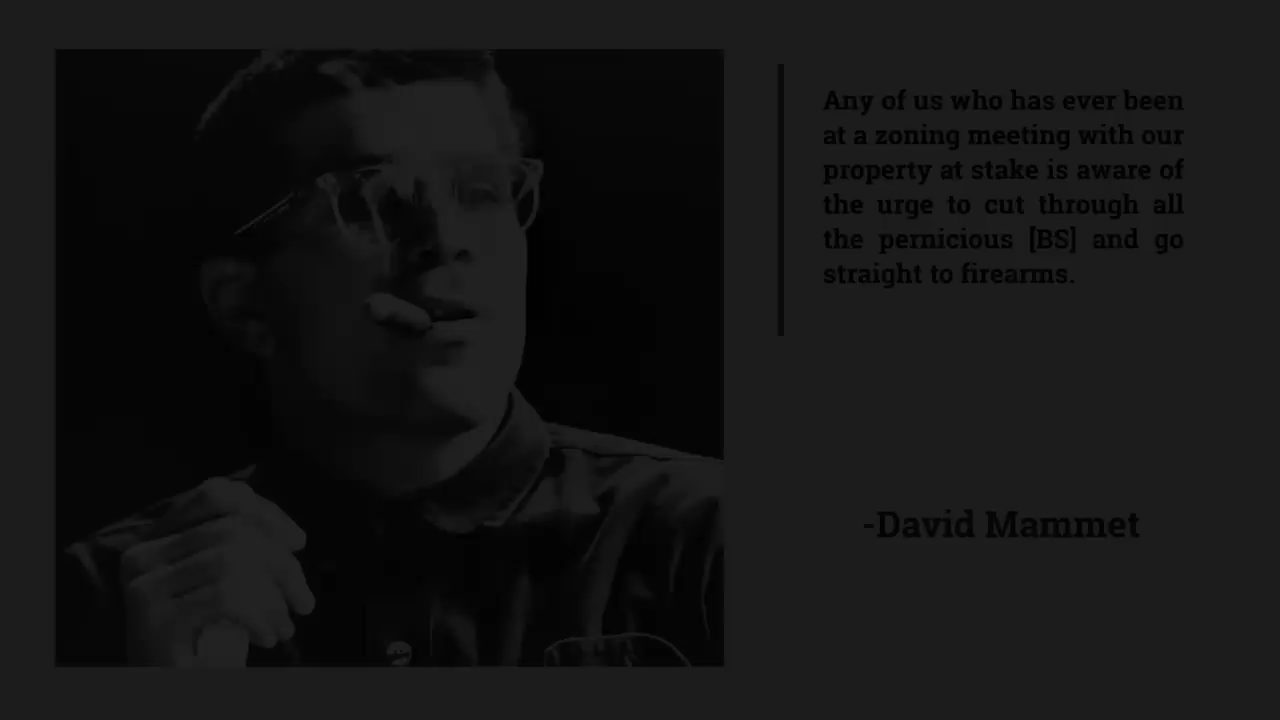 Any of us who has ever been
at a zoning meeting with our
property at stake is aware of
the urge to cut through all
the pernicious [BS] and go
straight to firearms.
-David Mammet